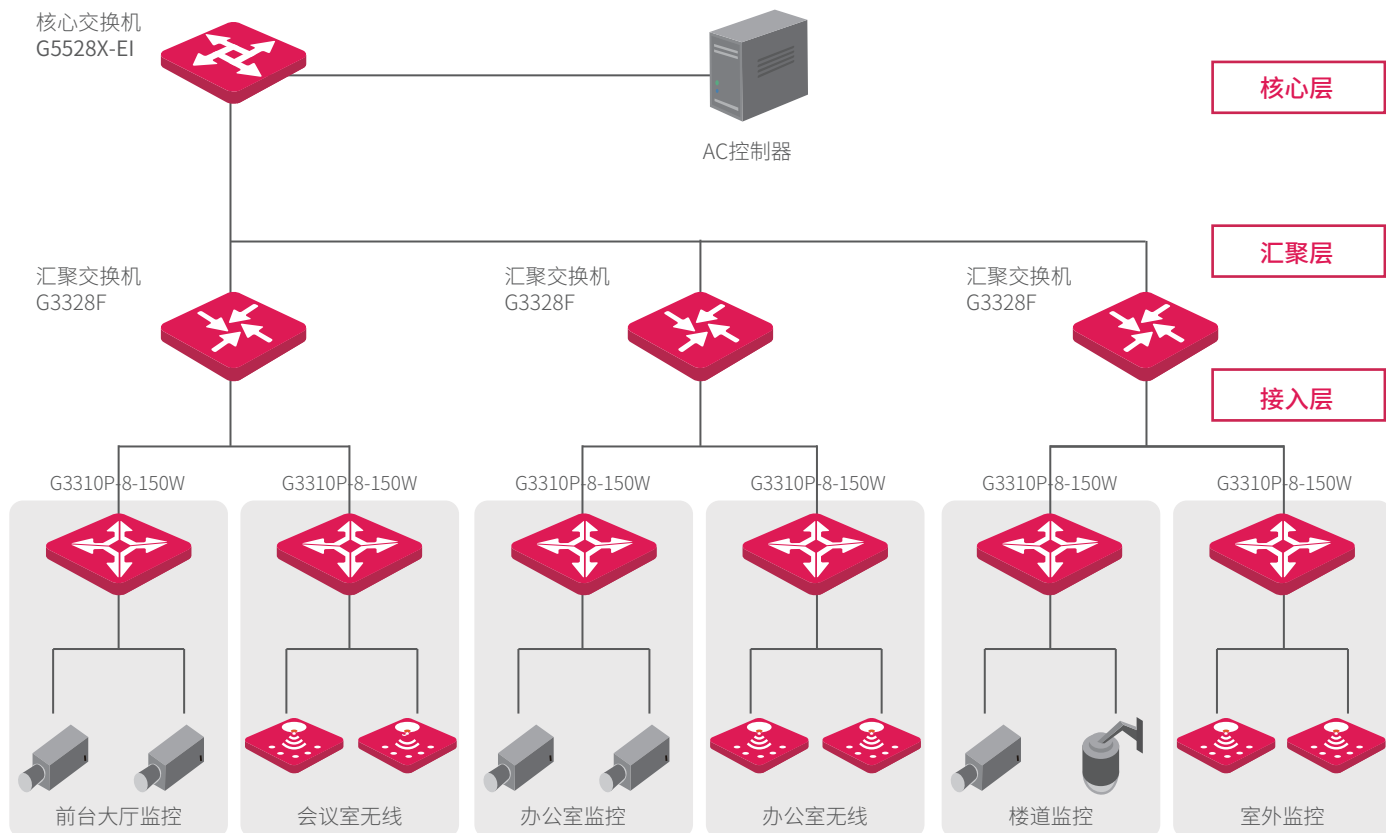 核心交换机
G5528X-EI
AC控制器
核心层
汇聚层
汇聚交换机
G3328F
汇聚交换机
G3328F
汇聚交换机
G3328F
接入层
G3310P-8-150W
G3310P-8-150W
G3310P-8-150W
G3310P-8-150W
G3310P-8-150W
G3310P-8-150W
前台大厅监控
会议室无线
办公室监控
办公室无线
楼道监控
室外监控